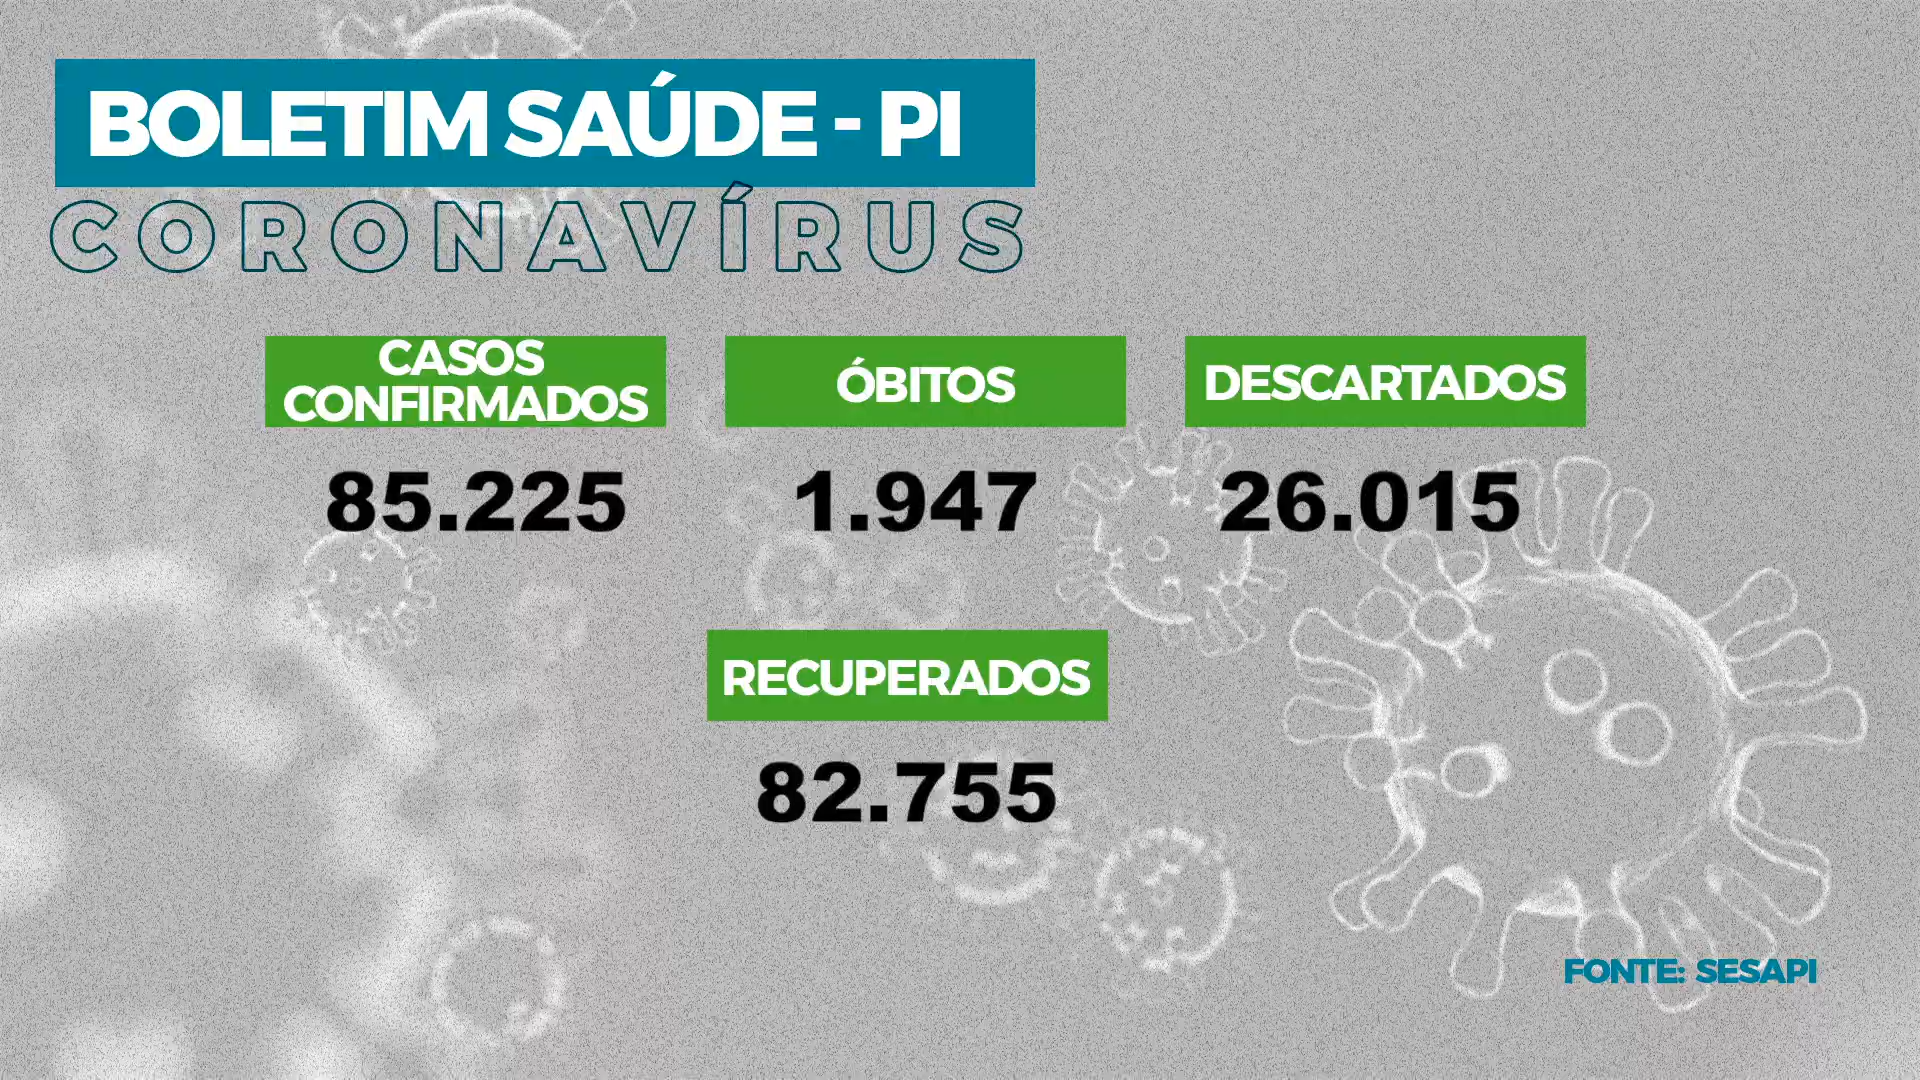 BOLETIM SAÚDE - PI
CORONAVÍRUS
CASOS
CONFIRMADOS
85.225
ÓBITOS
1.947
DESCARTADOS
26.015
RECUPERADOS
82.755
FONTE: SESAPI